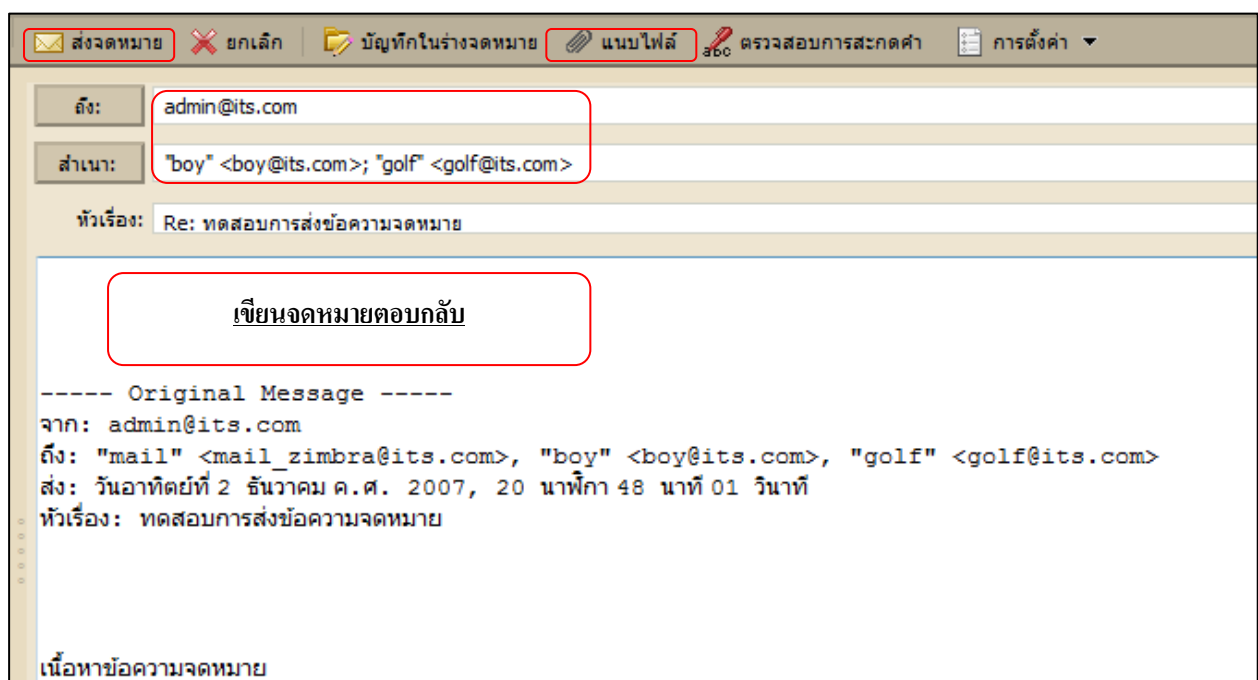 ส่งจดหมาย ยกเลิก บัญทึกในร่างจดหมาย แนบไฟล์ abc ตรวจสอบการสะกดคำ การตั้งค่า
ถึง: admin@its.com
สำเนา: "boy" <boy@its.com>; "golf" <golf@its.com>
หัวเรื่อง: Re: ทดสอบการส่งข้อความจดหมาย
เขียนจดหมายตอบกลับ
----- Original Message -----
จาก: admin@its.com
ถึง: "mail" <mail_zimbra@its.com>, "boy" <boy@its.com>, "golf" <golf@its.com>
ส่ง: วันอาทิตย์ที่ 2 ธันวาคม ค.ศ. 2007, 20 นาฬิกา 48 นาที 01 วินาที
หัวเรื่อง: ทดสอบการส่งข้อความจดหมาย
เนื้อหาข้อความจดหมาย